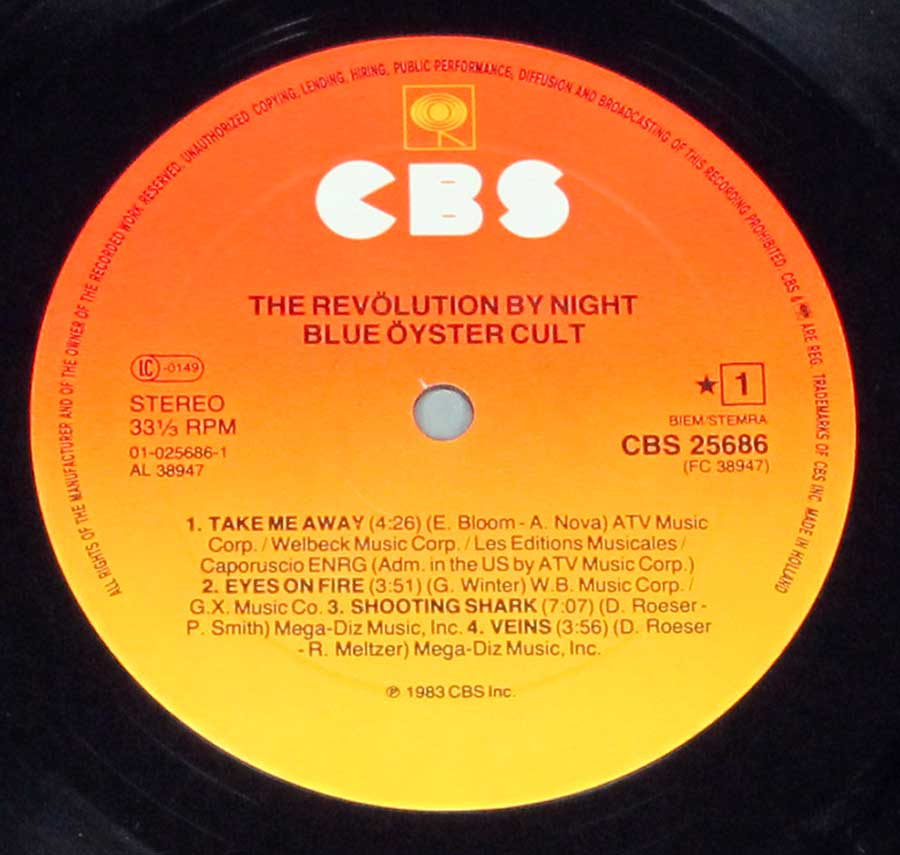 ALL RIGHTS OF THE MANUFACTURER AND OF THE OWNER OF THE RECORDED WORK RESERVED. UNAUTHORIZED COPYING, LENDING, HIRING, PUBLIC PERFORMANCE, DIFFUSION AND BROADCASTING OF THIS RECORDING PROHIBITED. CBS & ARE REG. TRADEMARKS OF CBS INC. MADE IN HOLLAND
CBS
THE REVÖLUTION BY NIGHT
BLUE ÖYSTER CULT
LC -0149
STEREO
33⅓ RPM
01-025686-1
AL 38947
★ 1
BIEM/STEMRA
CBS 25686
(FC 38947)
1. TAKE ME AWAY (4:26) (E. Bloom - A. Nova) ATV Music
Corp. / Welbeck Music Corp. / Les Editions Musicales /
Caporuscio ENRG (Adm. in the US by ATV Music Corp.)
2. EYES ON FIRE (3:51) (G. Winter) W.B. Music Corp. /
G.X. Music Co. 3. SHOOTING SHARK (7:07) (D. Roeser -
P. Smith) Mega-Diz Music, Inc. 4. VEINS (3:56) (D. Roeser
- R. Meltzer) Mega-Diz Music, Inc.
℗ 1983 CBS Inc.